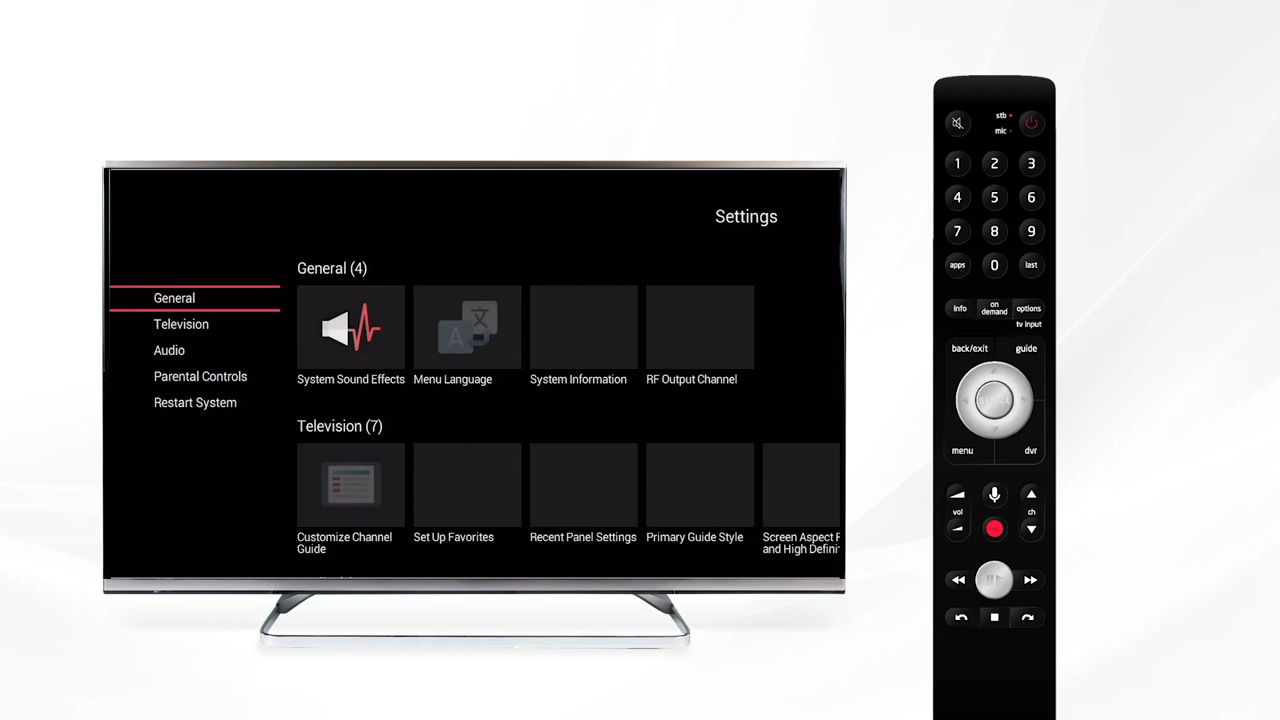 Settings
General (4)
General
Television
Audio
Parental Controls
Restart System
System Sound Effects
Menu Language
System Information
RF Output Channel
Television (7)
Customize Channel
Guide
Set Up Favorites
Recent Panel Settings
Primary Guide Style
Screen Aspect
and High Defini
stb
mic
1 2 3
4 5 6
7 8 9
apps 0 last
info
on
demand
options
tv input
back/exit guide
select
menu dvr
vol ch